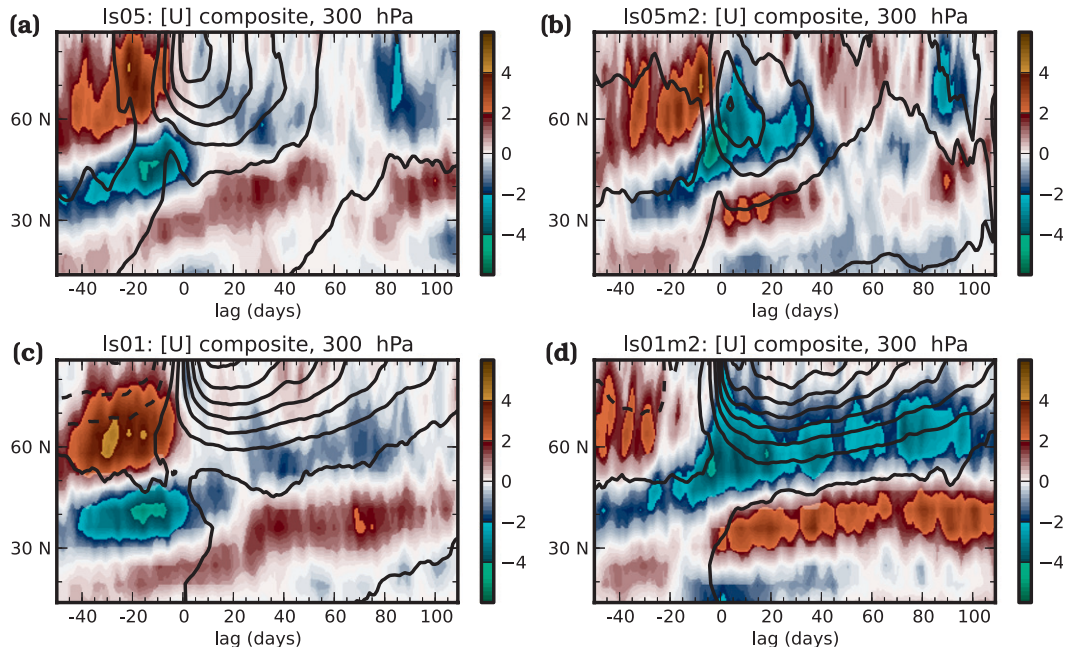 (a) ls05: [U] composite, 300 hPa
60 N
30 N
-40 -20 0 20 40 60 80 100
lag (days)
4
2
0
−2
−4
(b) ls05m2: [U] composite, 300 hPa
60 N
30 N
-40 -20 0 20 40 60 80 100
lag (days)
4
2
0
−2
−4
(c) ls01: [U] composite, 300 hPa
60 N
30 N
-40 -20 0 20 40 60 80 100
lag (days)
4
2
0
−2
−4
(d) ls01m2: [U] composite, 300 hPa
60 N
30 N
-40 -20 0 20 40 60 80 100
lag (days)
4
2
0
−2
−4